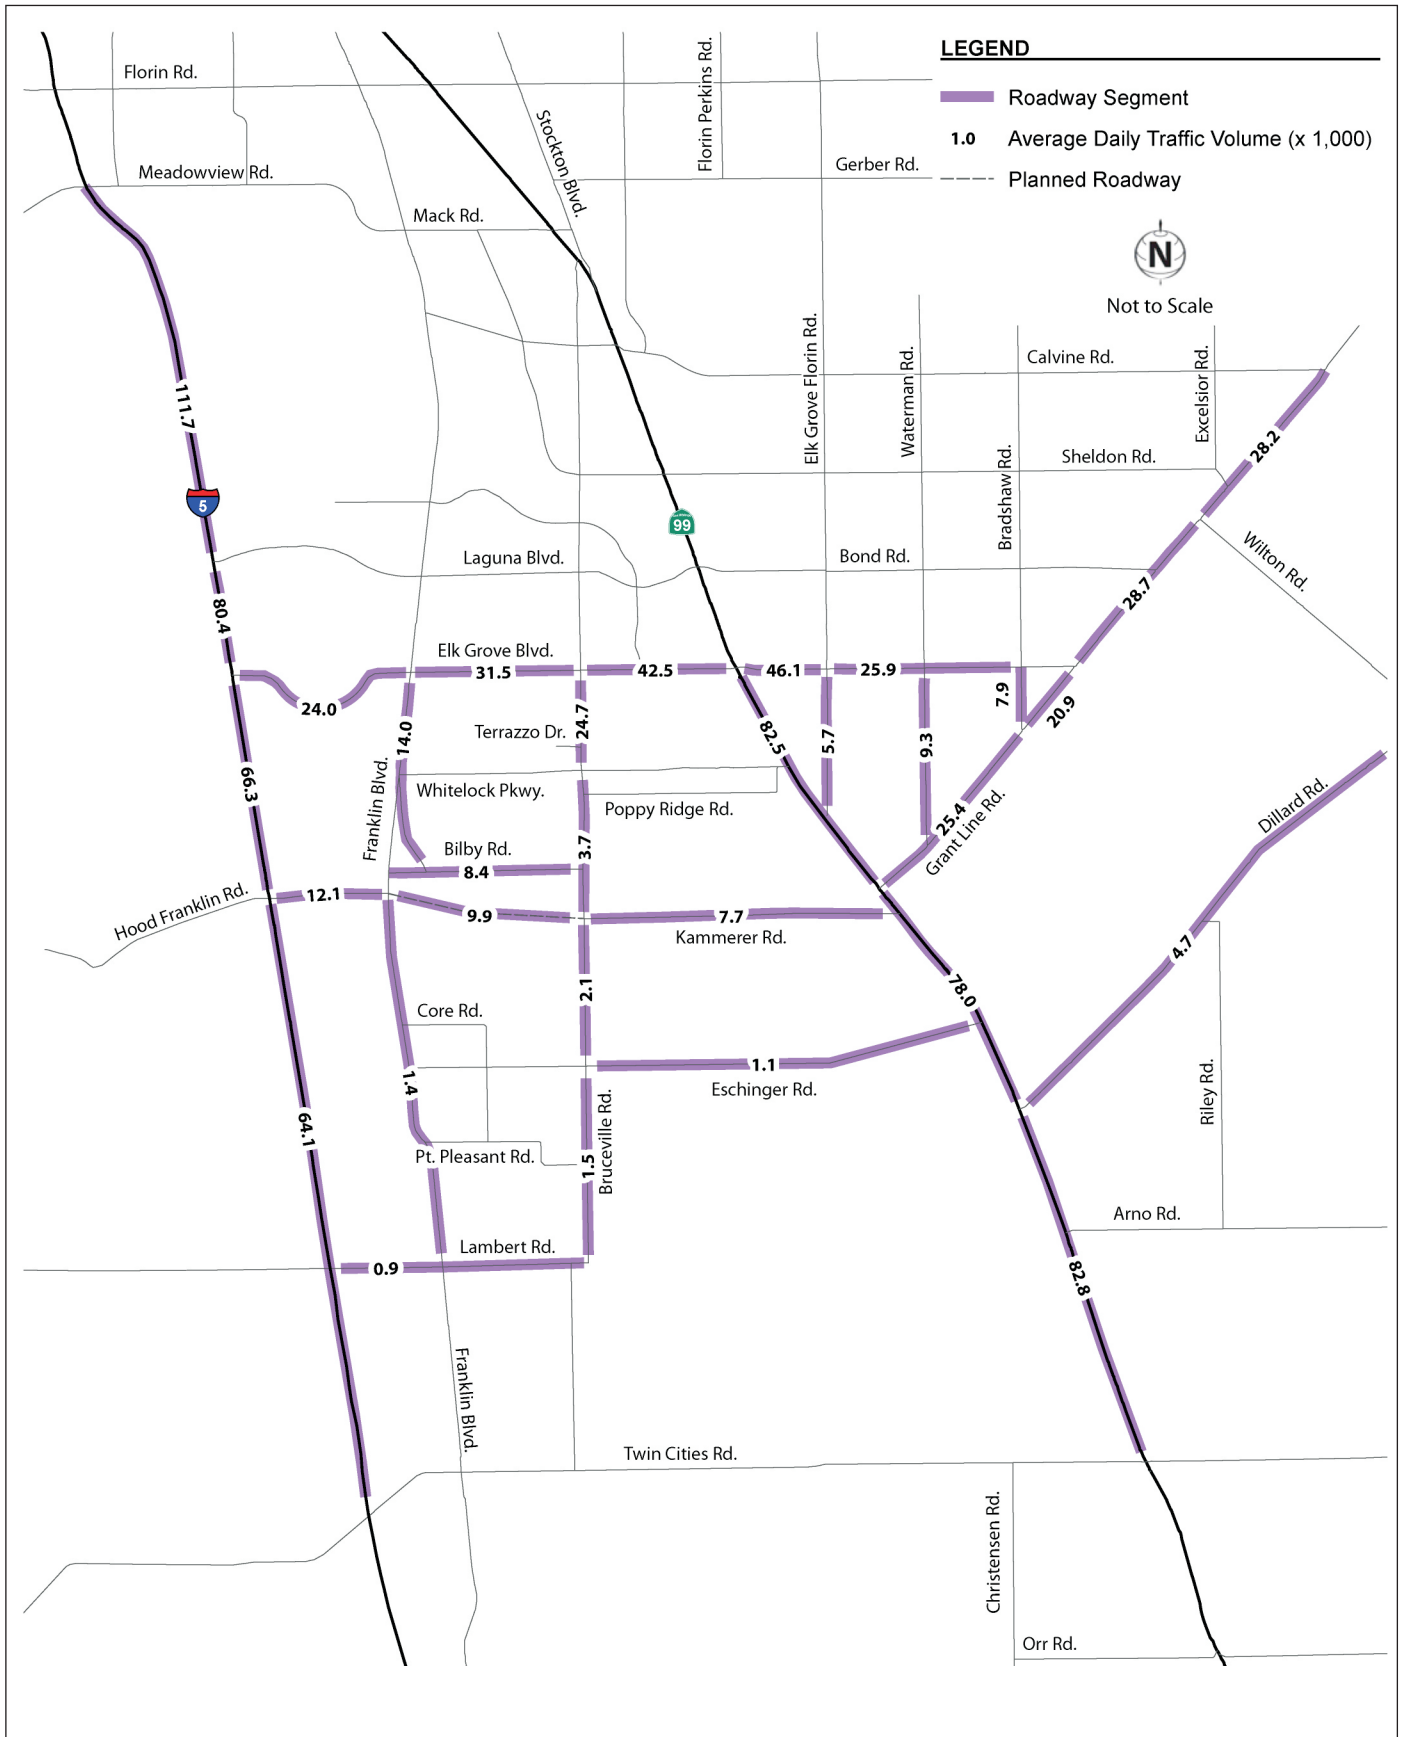 LEGEND
Roadway Segment
1.0 Average Daily Traffic Volume (x 1,000)
Planned Roadway
N
Not to Scale
Florin Rd.
Meadowview Rd.
Mack Rd.
Stockton Blvd.
Florin Perkins Rd.
Gerber Rd.
Elk Grove Florin Rd.
Waterman Rd.
Bradshaw Rd.
Calvine Rd.
Excelsior Rd.
Sheldon Rd.
28.2
111.7
5
99
Laguna Blvd.
Bond Rd.
Wilton Rd.
28.7
80.4
Elk Grove Blvd.
31.5
42.5
46.1
25.9
7.9
20.9
24.0
14.0
Terrazzo Dr.
24.7
82.5
5.7
9.3
66.3
Franklin Blvd.
Whitelock Pkwy.
Poppy Ridge Rd.
25.4
Grant Line Rd.
Dillard Rd.
Bilby Rd.
8.4
3.7
Hood Franklin Rd.
12.1
9.9
7.7
Kammerer Rd.
4.7
78.0
2.1
Core Rd.
1.4
1.1
Eschinger Rd.
Riley Rd.
64.1
Pt. Pleasant Rd.
1.5
Bruceville Rd.
Arno Rd.
Lambert Rd.
0.9
82.8
Franklin Blvd.
Twin Cities Rd.
Christensen Rd.
Orr Rd.